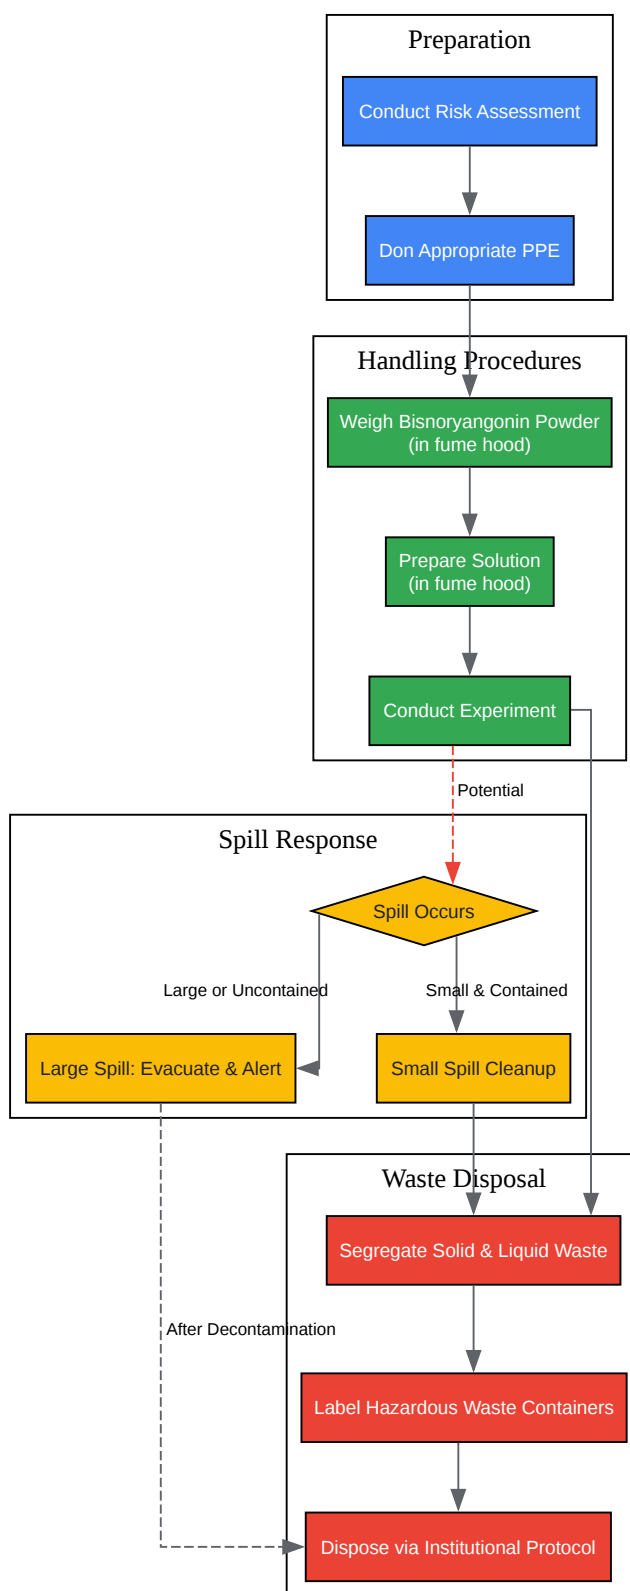 Preparation
Conduct Risk Assessment
Don Appropriate PPE
Handling Procedures
Weigh Bisnoryangonin Powder
(in fume hood)
Prepare Solution
(in fume hood)
Conduct Experiment
Potential
Spill Response
Spill Occurs
Large or Uncontained
Small & Contained
Large Spill: Evacuate & Alert
Small Spill Cleanup
Waste Disposal
Segregate Solid & Liquid Waste
After Decontamination
Label Hazardous Waste Containers
Dispose via Institutional Protocol